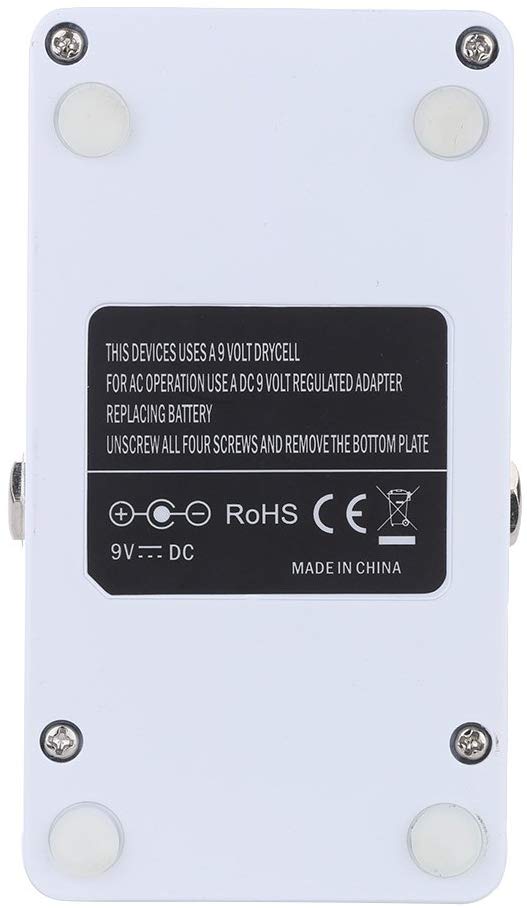 THIS DEVICES USES A 9 VOLT DRYCELL
FOR AC OPERATION USE A DC 9 VOLT REGULATED ADAPTER
REPLACING BATTERY
UNSCREW ALL FOUR SCREWS AND REMOVE THE BOTTOM PLATE
RoHS CE
9V DC
MADE IN CHINA